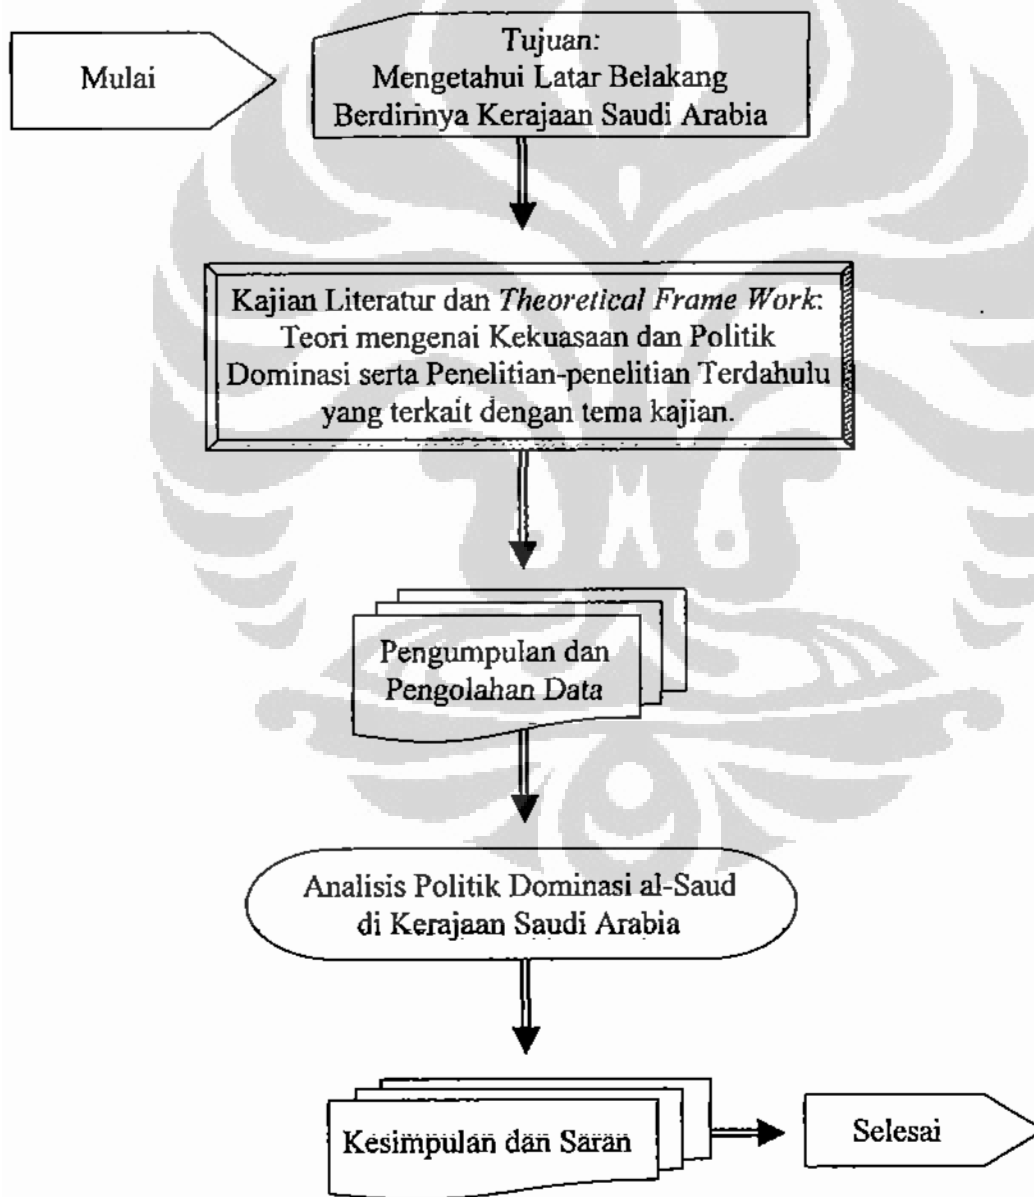 Mulai
Tujuan:
Mengetahui Latar Belakang
Berdirinya Kerajaan Saudi Arabia
Kajian Literatur dan Theoretical Frame Work:
Teori mengenai Kekuasaan dan Politik
Dominasi serta Penelitian-penelitian Terdahulu
yang terkait dengan tema kajian.
Pengumpulan dan
Pengolahan Data
Analisis Politik Dominasi al-Saud
di Kerajaan Saudi Arabia
Kesimpulan dan Saran
Selesai